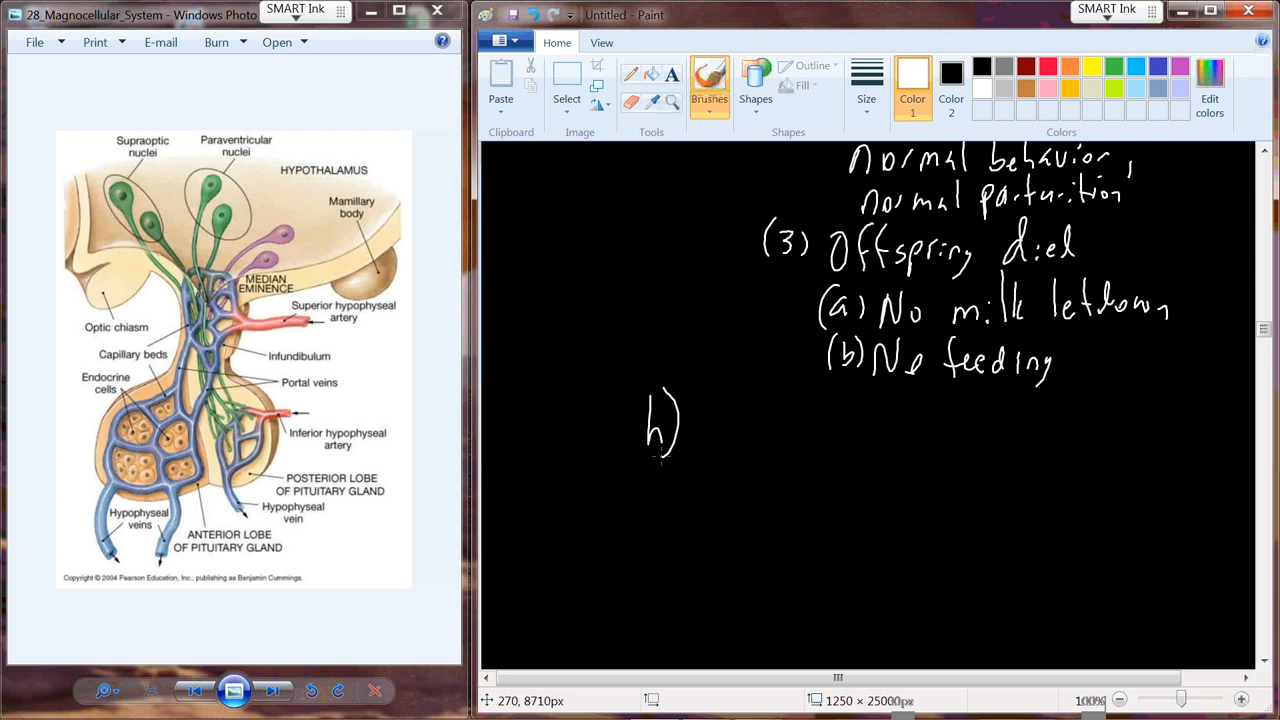 28_Magnocellular_System - Windows Photo
SMART Ink
File Print E-mail Burn Open
Supraoptic
nuclei
Paraventricular
nuclei
HYPOTHALAMUS
Mamillary
body
MEDIAN
EMINENCE
Superior hypophyseal
artery
Optic chiasm
Capillary beds
Infundibulum
Endocrine
cells
Portal veins
Inferior hypophyseal
artery
POSTERIOR LOBE
OF PITUITARY GLAND
Hypophyseal
vein
Hypophyseal
veins
ANTERIOR LOBE
OF PITUITARY GLAND
Copyright © 2004 Pearson Education, Inc., publishing as Benjamin Cummings.
Untitled - Paint
SMART Ink
Home View
Paste
Select
Brushes
Shapes
Outline
Fill
Size
Color
1
Color
2
Edit
colors
Clipboard Image Tools Shapes Colors
normal behavior,
normal parturition
(3) Offspring died
(a) No milk letdown
(b) No feeding
h)
270, 8710px
1250 × 25000px
100%